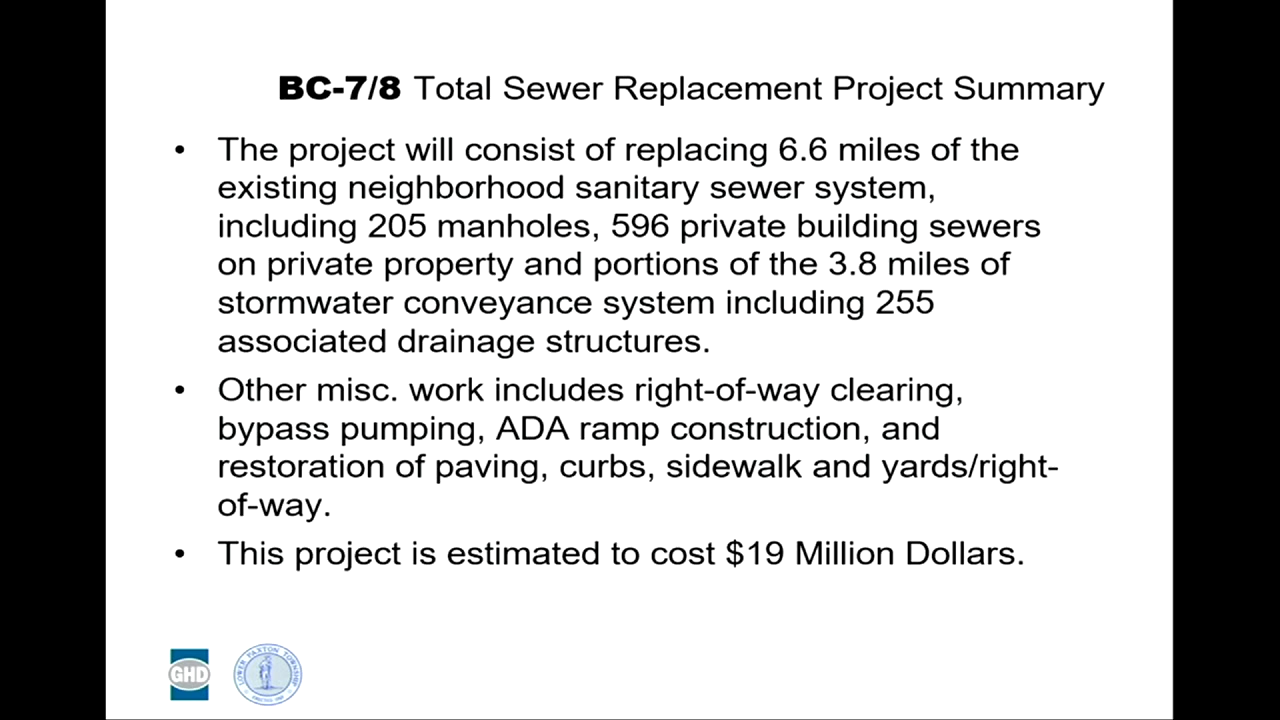 BC-7/8 Total Sewer Replacement Project Summary
• The project will consist of replacing 6.6 miles of the
existing neighborhood sanitary sewer system,
including 205 manholes, 596 private building sewers
on private property and portions of the 3.8 miles of
stormwater conveyance system including 255
associated drainage structures.
• Other misc. work includes right-of-way clearing,
bypass pumping, ADA ramp construction, and
restoration of paving, curbs, sidewalk and yards/right-
of-way.
• This project is estimated to cost $19 Million Dollars.
GHD
LOWER PAXTON TOWNSHIP